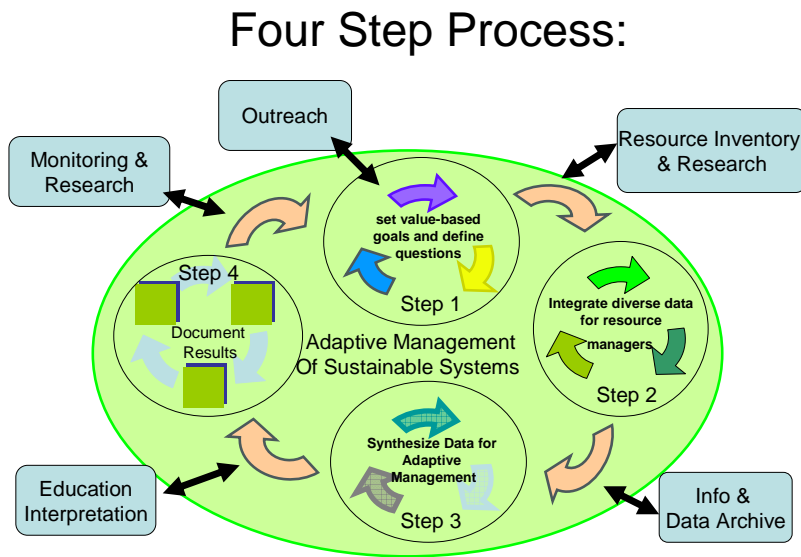 Four Step Process:
Outreach
Monitoring &
Research
Resource Inventory
& Research
set value-based
goals and define
questions
Step 1
Integrate diverse data
for resource
managers
Step 2
Adaptive Management
Of Sustainable Systems
Synthesize Data for
Adaptive
Management
Step 3
Step 4
Document
Results
Education
Interpretation
Info &
Data Archive